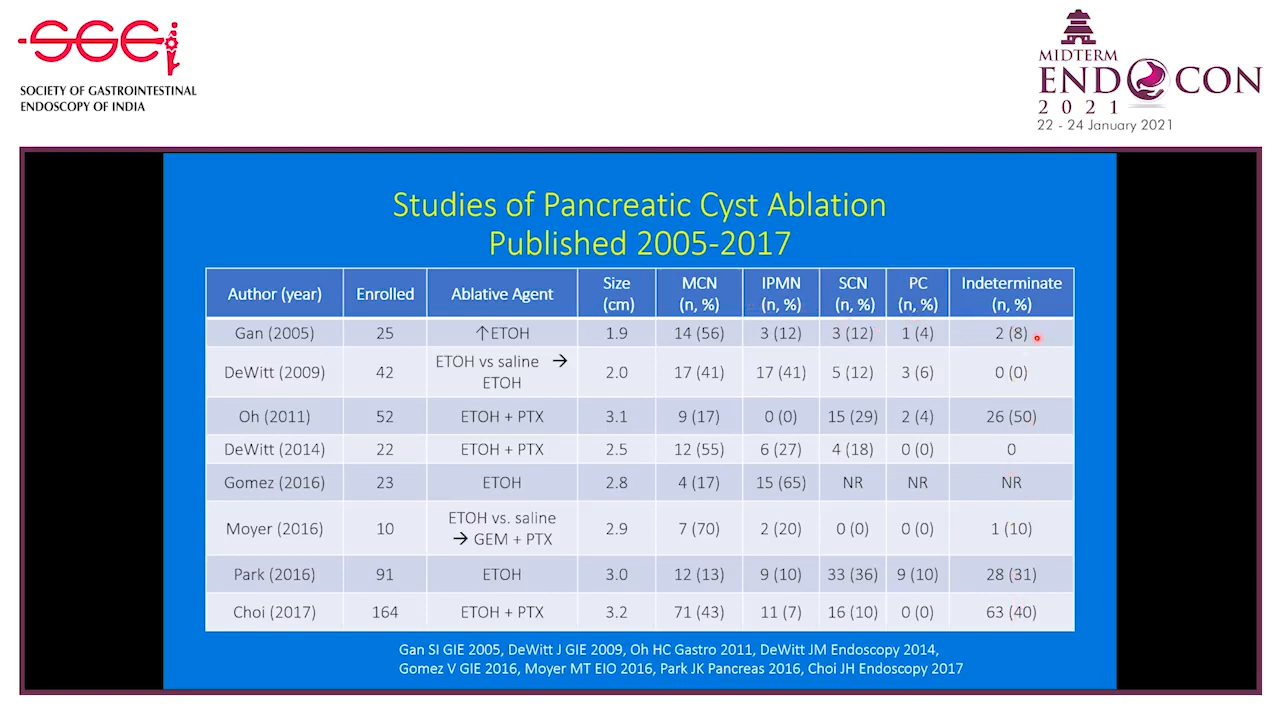 SGEi
SOCIETY OF GASTROINTESTINAL
ENDOSCOPY OF INDIA
MIDTERM
ENDOCON
2021
22 - 24 January 2021
Studies of Pancreatic Cyst Ablation
Published 2005-2017
Author (year) Enrolled Ablative Agent Size (cm) MCN (n, %) IPMN (n, %) SCN (n, %) PC (n, %) Indeterminate (n, %)
Gan (2005) 25 ↑ETOH 1.9 14 (56) 3 (12) 3 (12) 1 (4) 2 (8)
DeWitt (2009) 42 ETOH vs saline → ETOH 2.0 17 (41) 17 (41) 5 (12) 3 (6) 0 (0)
Oh (2011) 52 ETOH + PTX 3.1 9 (17) 0 (0) 15 (29) 2 (4) 26 (50)
DeWitt (2014) 22 ETOH + PTX 2.5 12 (55) 6 (27) 4 (18) 0 (0) 0
Gomez (2016) 23 ETOH 2.8 4 (17) 15 (65) NR NR NR
Moyer (2016) 10 ETOH vs. saline → GEM + PTX 2.9 7 (70) 2 (20) 0 (0) 0 (0) 1 (10)
Park (2016) 91 ETOH 3.0 12 (13) 9 (10) 33 (36) 9 (10) 28 (31)
Choi (2017) 164 ETOH + PTX 3.2 71 (43) 11 (7) 16 (10) 0 (0) 63 (40)
Gan SI GIE 2005, DeWitt J GIE 2009, Oh HC Gastro 2011, DeWitt JM Endoscopy 2014,
Gomez V GIE 2016, Moyer MT EIO 2016, Park JK Pancreas 2016, Choi JH Endoscopy 2017